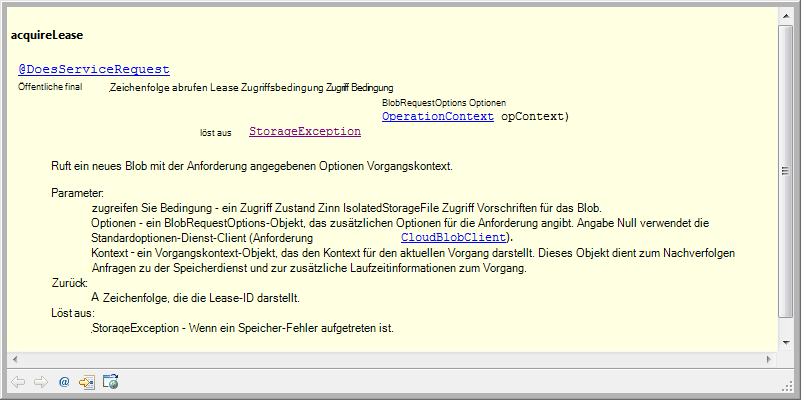 acquireLease
@DoesServiceRequest
Öffentliche final Zeichenfolge abrufen Lease Zugriffsbedingung Zugriff Bedingung
BlobRequestOptions Optionen
OperationContext opContext)
löst aus StorageException
Ruft ein neues Blob mit der Anforderung angegebenen Optionen Vorgangskontext.
Parameter:
zugreifen Sie Bedingung - ein Zugriff Zustand Zinn IsolatedStorageFile Zugriff Vorschriften für das Blob.
Optionen - ein BlobRequestOptions-Objekt, das zusätzlichen Optionen für die Anforderung angibt. Angabe Null verwendet die
Standardoptionen-Dienst-Client (Anforderung CloudBlobClient).
Kontext - ein Vorgangskontext-Objekt, das den Kontext für den aktuellen Vorgang darstellt. Dieses Objekt dient zum Nachverfolgen
Anfragen zu der Speicherdienst und zur zusätzliche Laufzeitinformationen zum Vorgang.
Zurück:
A Zeichenfolge, die die Lease-ID darstellt.
Löst aus:
StorageException - Wenn ein Speicher-Fehler aufgetreten ist.
@